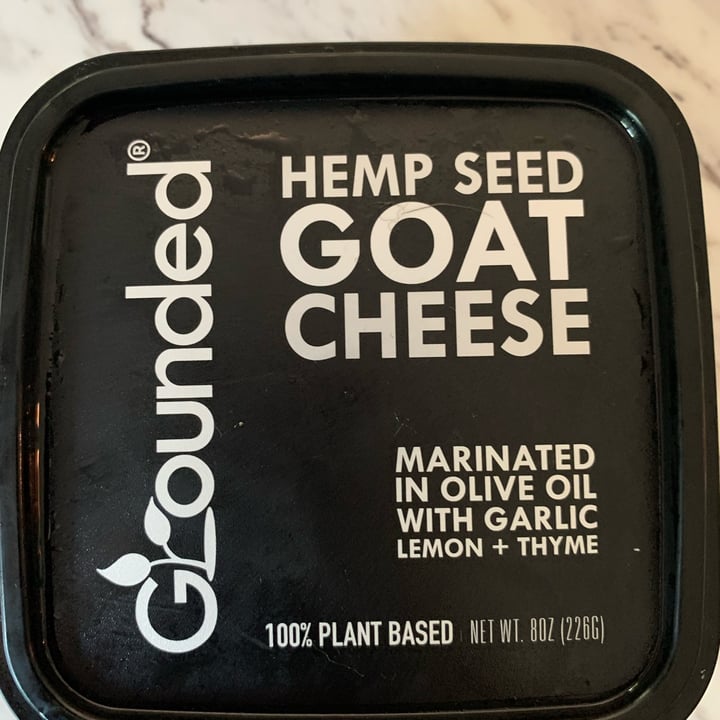 Grounded®
HEMP SEED
GOAT
CHEESE
MARINATED
IN OLIVE OIL
WITH GARLIC
LEMON + THYME
100% PLANT BASED NET WT. 8OZ (226G)